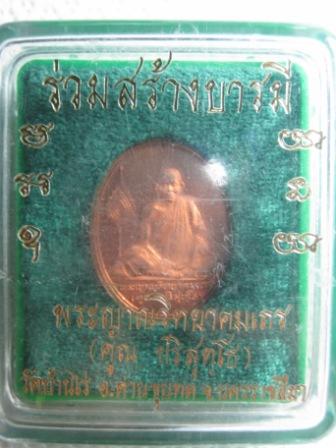 ร่วมสร้างบารมี
พระญาณวิทยาคมเถร
(คูณ ปริสุทฺโธ)
วัดบ้านไร่ อ.ด่านขุนทด จ.นครราชสีมา